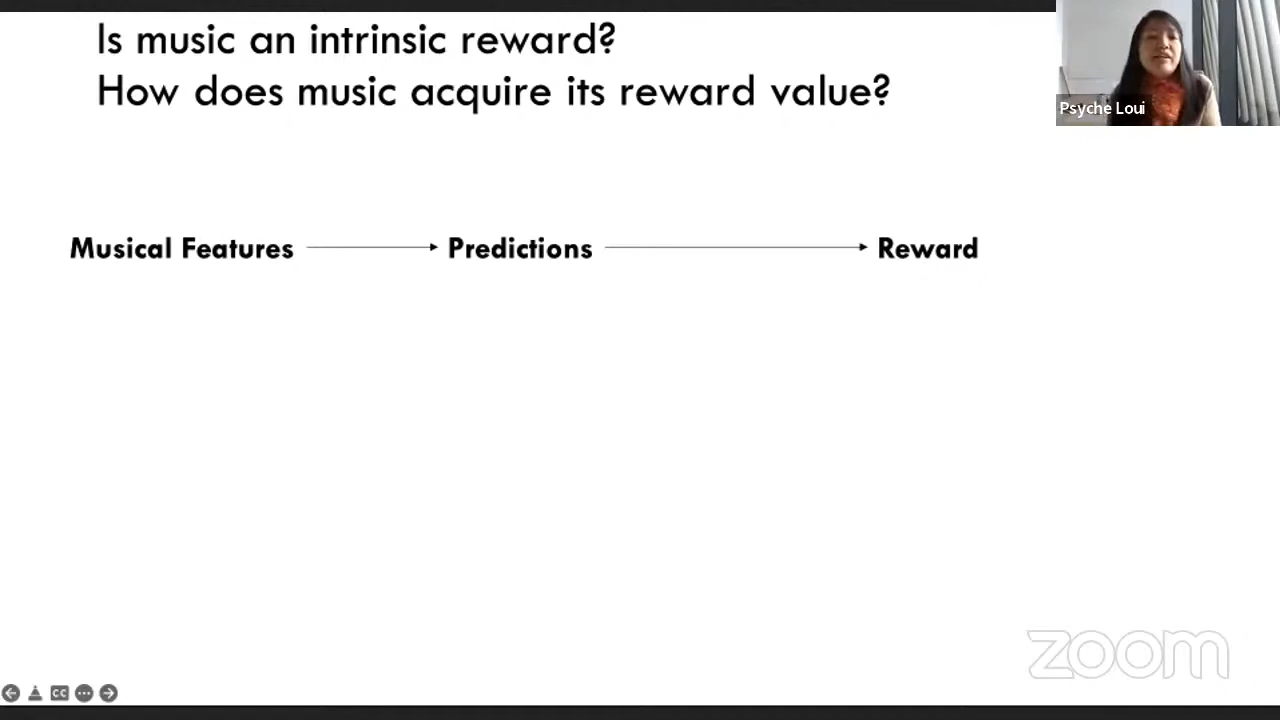 Is music an intrinsic reward?
How does music acquire its reward value?
Psyche Loui
Musical Features
Predictions
Reward
zoom
CC